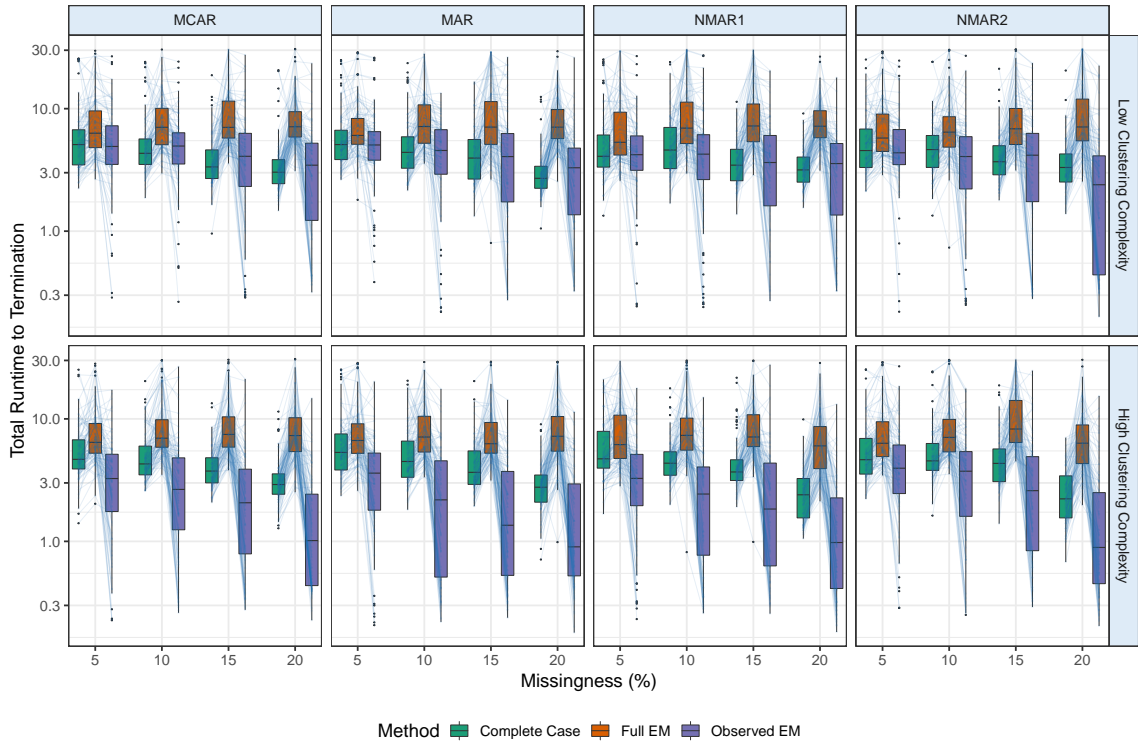 MCAR MAR NMAR1 NMAR2
30.0
10.0
3.0
1.0
0.3
Low Clustering Complexity
Total Runtime to Termination
30.0
10.0
3.0
1.0
0.3
High Clustering Complexity
5 10 15 20 5 10 15 20 5 10 15 20 5 10 15 20
Missingness (%)
Method Complete Case Full EM Observed EM